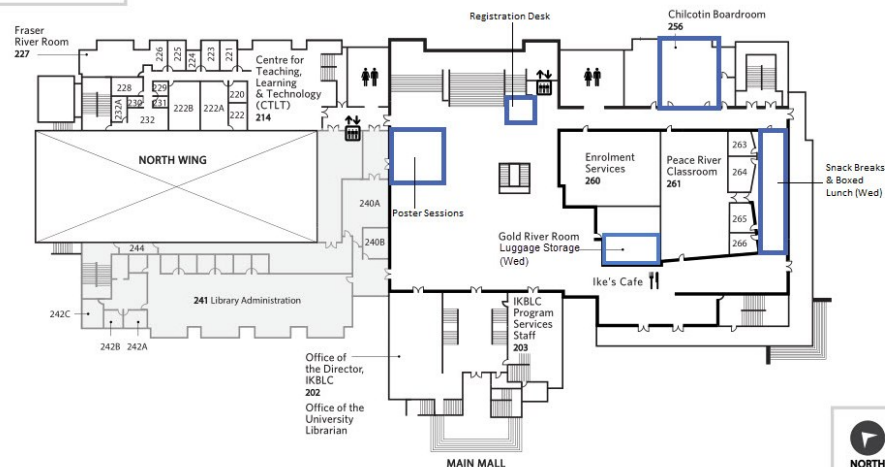 Registration Desk
Chilcotin Boardroom
256
Fraser
River Room
227
226
225
224
223
221
Centre for
Teaching,
Learning
& Technology
(CTLT)
214
228
229
230
231
232A
232
222B
222A
220
222
NORTH WING
Poster Sessions
240A
240B
244
241 Library Administration
242C
242B
242A
Enrolment
Services
260
Peace River
Classroom
261
263
264
265
266
Snack Breaks
& Boxed
Lunch (Wed)
Gold River Room
Luggage Storage
(Wed)
Ike's Cafe
IKBLC
Program
Services
Staff
203
Office of
the Director,
IKBLC
202
Office of the
University
Librarian
MAIN MALL
NORTH